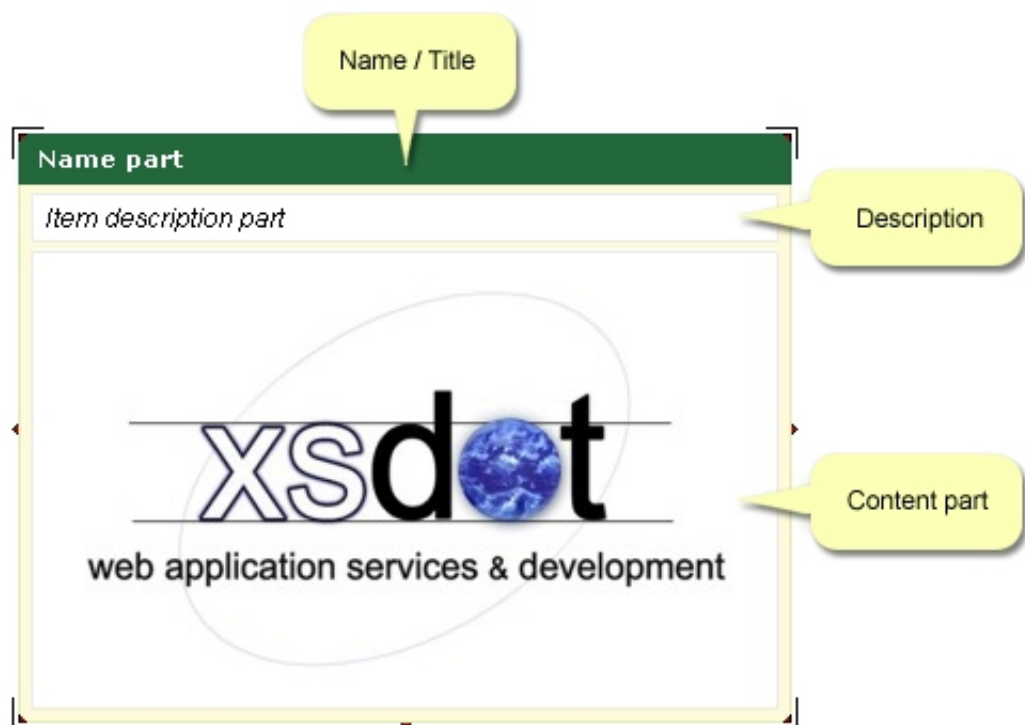 Name / Title
Name part
Item description part
Description
xsdot
Content part
web application services & development